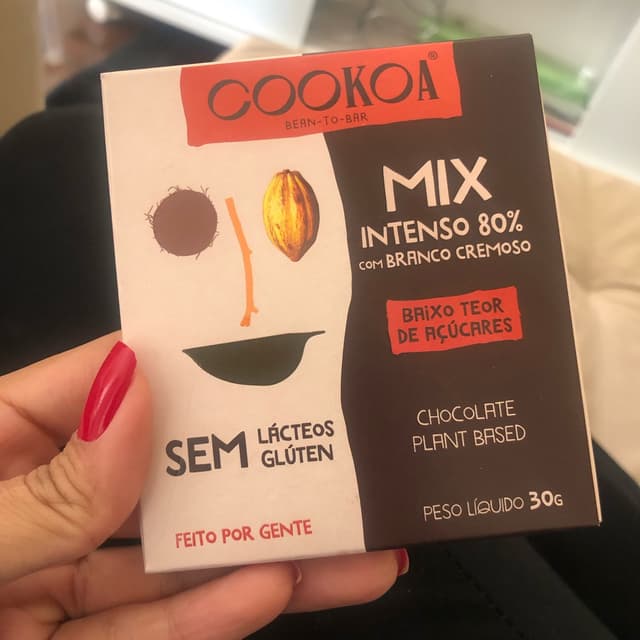 COOKOA®
BEAN-TO-BAR
MIX
INTENSO 80%
COM BRANCO CREMOSO
BAIXO TEOR
DE AÇÚCARES
SEM LÁCTEOS
GLÚTEN
CHOCOLATE
PLANT BASED
FEITO POR GENTE
PESO LÍQUIDO 30G